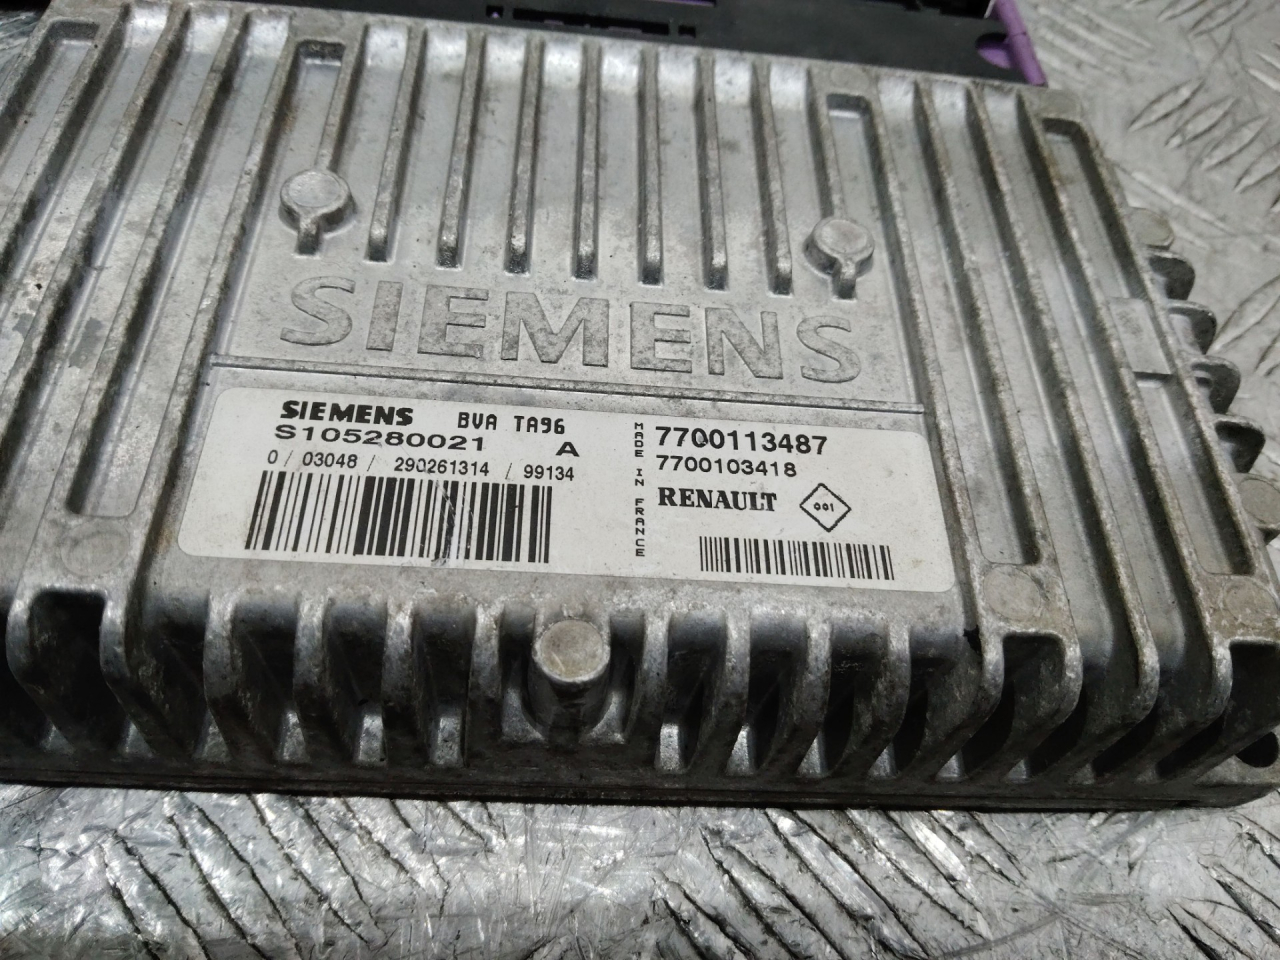 SIEMENS
SIEMENS BVA TA96
S105280021 A
0 / 03048 / 290261314 / 99134
MADE IN FRANCE
7700113487
7700103418
RENAULT 001